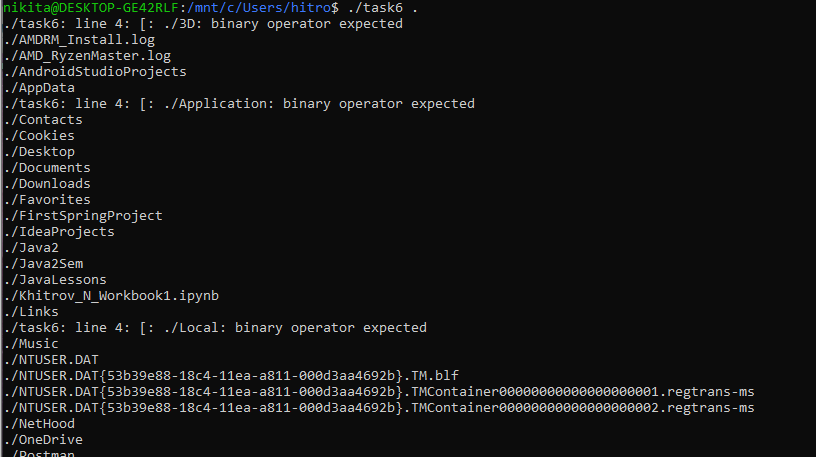 nikita@DESKTOP-GE42RLF:/mnt/c/Users/hitro$ ./task6 .
./task6: line 4: [: ./3D: binary operator expected
./AMDRM_Install.log
./AMD_RyzenMaster.log
./AndroidStudioProjects
./AppData
./task6: line 4: [: ./Application: binary operator expected
./Contacts
./Cookies
./Desktop
./Documents
./Downloads
./Favorites
./FirstSpringProject
./IdeaProjects
./Java2
./Java2Sem
./JavaLessons
./Khitrov_N_Workbook1.ipynb
./Links
./task6: line 4: [: ./Local: binary operator expected
./Music
./NTUSER.DAT
./NTUSER.DAT{53b39e88-18c4-11ea-a811-000d3aa4692b}.TM.blf
./NTUSER.DAT{53b39e88-18c4-11ea-a811-000d3aa4692b}.TMContainer00000000000000000001.regtrans-ms
./NTUSER.DAT{53b39e88-18c4-11ea-a811-000d3aa4692b}.TMContainer00000000000000000002.regtrans-ms
./NetHood
./OneDrive
./Postman